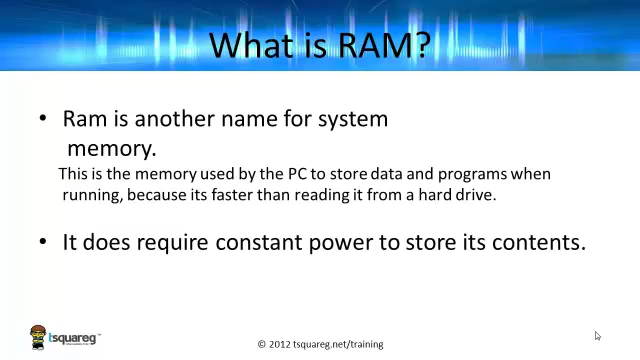 What is RAM?
• Ram is another name for system
memory.
This is the memory used by the PC to store data and programs when
running, because its faster than reading it from a hard drive.
• It does require constant power to store its contents.
tsquareg™
© 2012 tsquareg.net/training